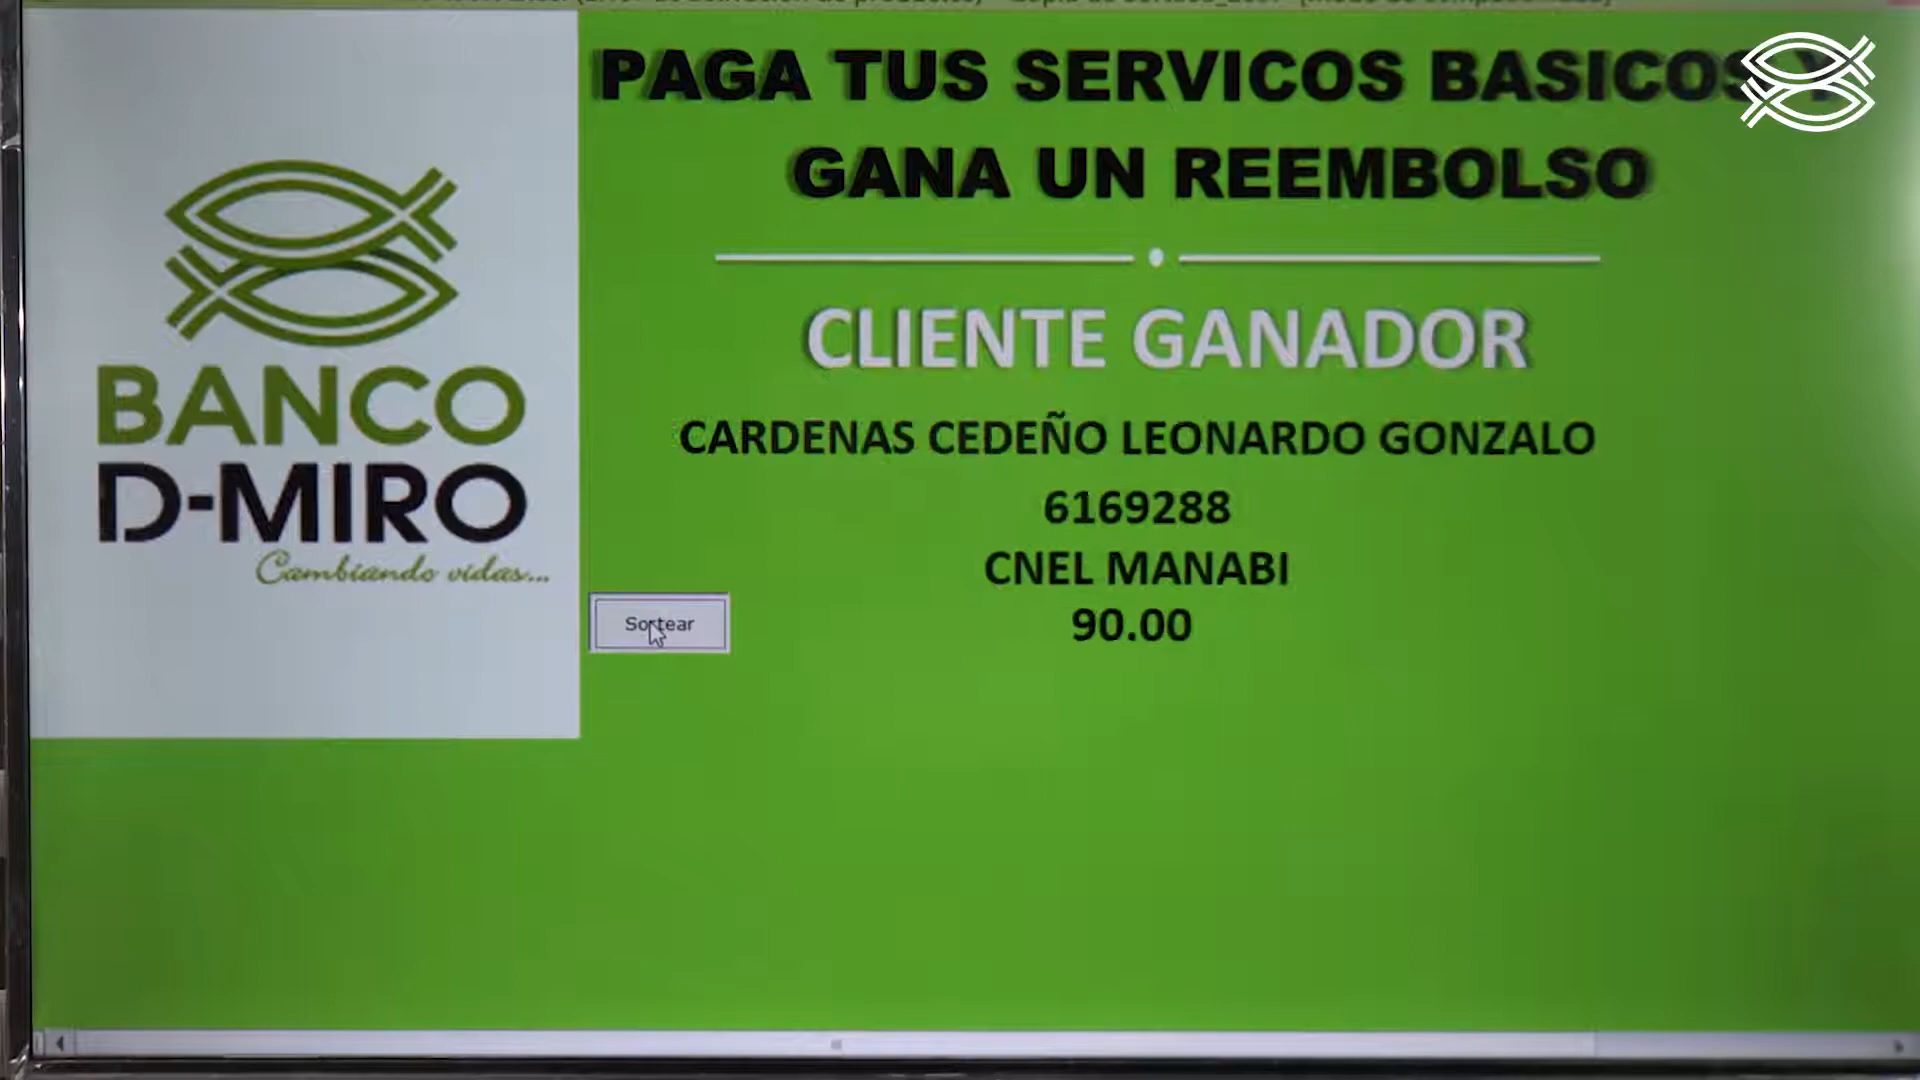 PAGA TUS SERVICOS BASICOS Y
GANA UN REEMBOLSO
CLIENTE GANADOR
CARDENAS CEDEÑO LEONARDO GONZALO
6169288
CNEL MANABI
90.00
Sortear
BANCO
D-MIRO
Cambiando vidas...